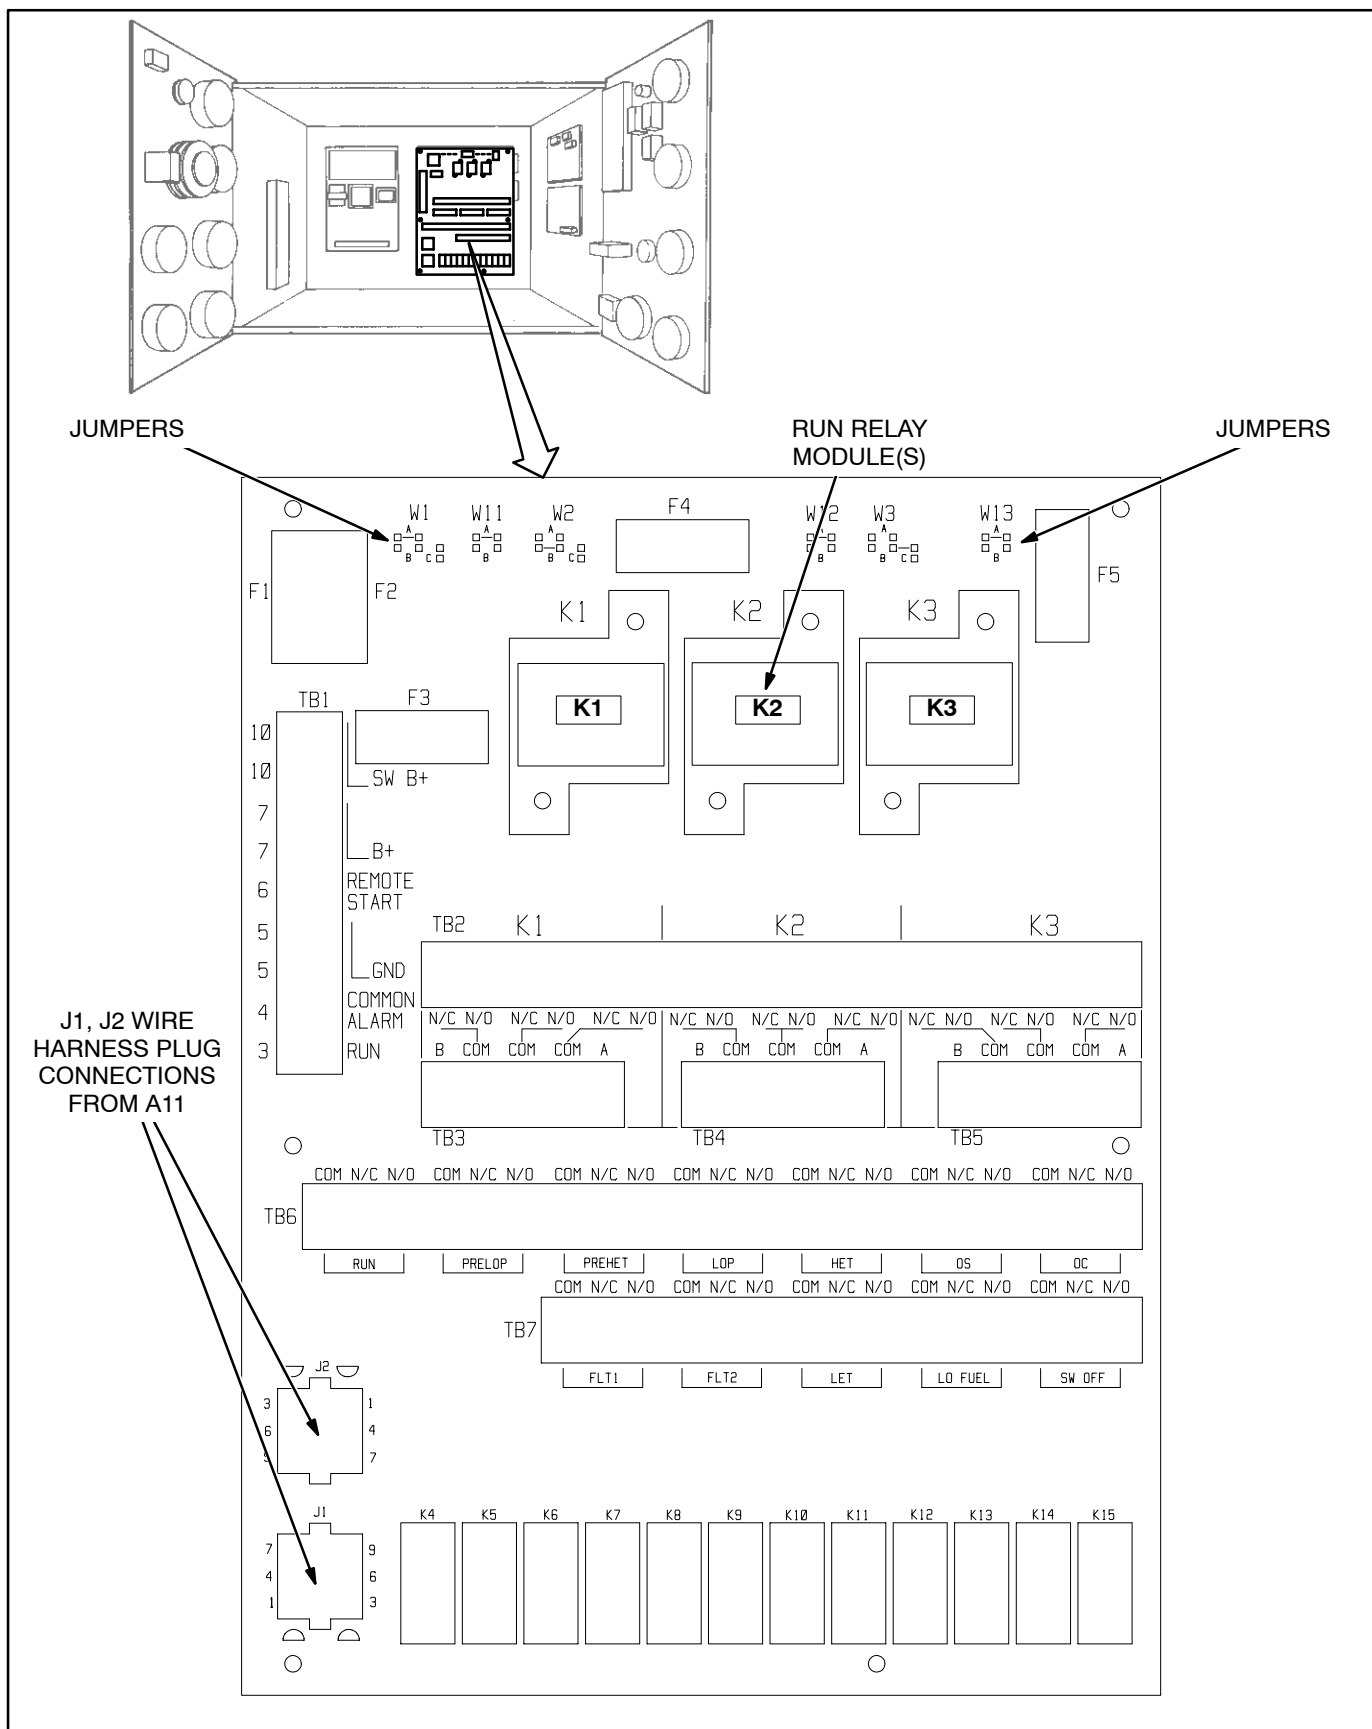 JUMPERS
RUN RELAY
MODULE(S)
JUMPERS
W1 W11 W2 F4 W12 W3 W13
A A A A A A
B C B B C B B C B
F1 F2 F5
K1 K2 K3
K1 K2 K3
TB1 F3
10
10
SW B+
7
7
B+
6
REMOTE
START
5
5
GND
4
COMMON
ALARM
3
RUN
TB2 K1 K2 K3
N/C N/O N/C N/O N/C N/O N/C N/O N/C N/O N/C N/O N/C N/O N/C N/O N/C N/O
B COM COM COM A B COM COM COM A B COM COM COM A
J1, J2 WIRE
HARNESS PLUG
CONNECTIONS
FROM A11
TB3 TB4 TB5
COM N/C N/O COM N/C N/O COM N/C N/O COM N/C N/O COM N/C N/O COM N/C N/O COM N/C N/O
TB6
RUN PRELOP PREHET LOP HET OS OC
COM N/C N/O COM N/C N/O COM N/C N/O COM N/C N/O COM N/C N/O
TB7
FLT1 FLT2 LET LO FUEL SW OFF
J2
3 1
6 4
9 7
J1
7 9
4 6
1 3
K4 K5 K6 K7 K8 K9 K10 K11 K12 K13 K14 K15